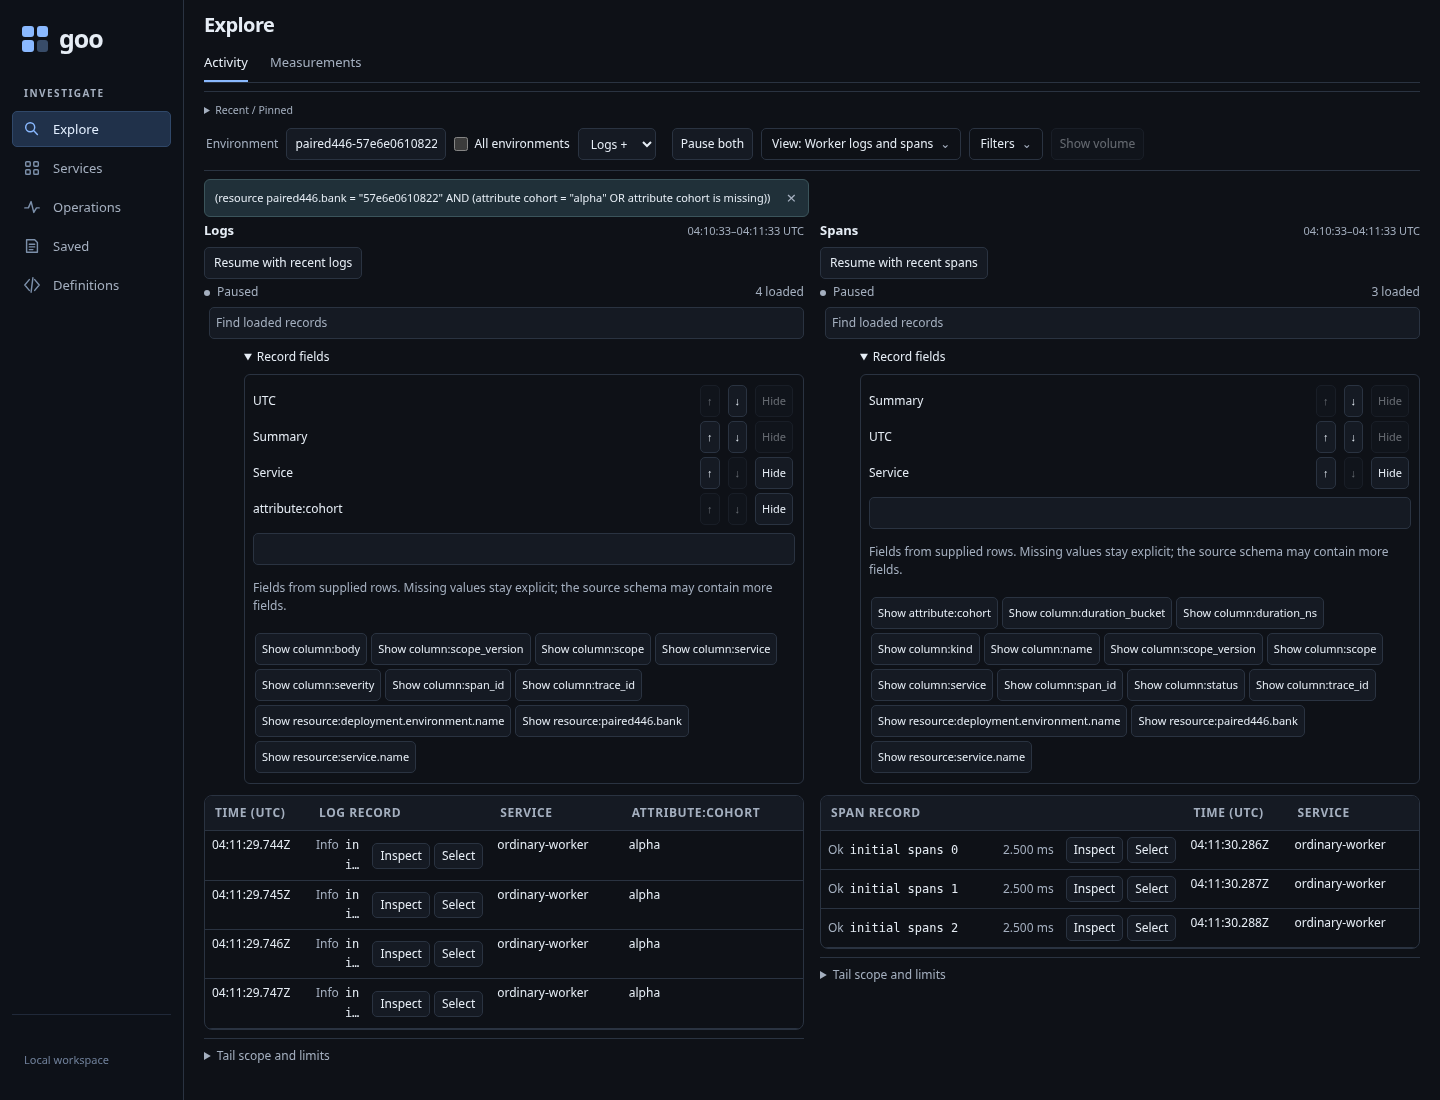 goo
INVESTIGATE
Explore
Services
Operations
Saved
Definitions
Local workspace
Explore
Activity Measurements
Recent / Pinned
Environment paired446-57e6e0610822 All environments Logs + Pause both View: Worker logs and spans Filters Show volume
(resource paired446.bank = "57e6e0610822" AND (attribute cohort = "alpha" OR attribute cohort is missing)) ✕
Logs 04:10:33–04:11:33 UTC
Resume with recent logs
Paused 4 loaded
Find loaded records
Record fields
UTC ↑ ↓ Hide
Summary ↑ ↓ Hide
Service ↑ ↓ Hide
attribute:cohort ↑ ↓ Hide
Fields from supplied rows. Missing values stay explicit; the source schema may contain more
fields.
Show column:body Show column:scope_version Show column:scope Show column:service
Show column:severity Show column:span_id Show column:trace_id
Show resource:deployment.environment.name Show resource:paired446.bank
Show resource:service.name
TIME (UTC) LOG RECORD SERVICE ATTRIBUTE:COHORT
04:11:29.744Z Info in Inspect Select ordinary-worker alpha
i…
04:11:29.745Z Info in Inspect Select ordinary-worker alpha
i…
04:11:29.746Z Info in Inspect Select ordinary-worker alpha
i…
04:11:29.747Z Info in Inspect Select ordinary-worker alpha
i…
Tail scope and limits
Spans 04:10:33–04:11:33 UTC
Resume with recent spans
Paused 3 loaded
Find loaded records
Record fields
Summary ↑ ↓ Hide
UTC ↑ ↓ Hide
Service ↑ ↓ Hide
Fields from supplied rows. Missing values stay explicit; the source schema may contain more
fields.
Show attribute:cohort Show column:duration_bucket Show column:duration_ns
Show column:kind Show column:name Show column:scope_version Show column:scope
Show column:service Show column:span_id Show column:status Show column:trace_id
Show resource:deployment.environment.name Show resource:paired446.bank
Show resource:service.name
SPAN RECORD TIME (UTC) SERVICE
Ok initial spans 0 2.500 ms Inspect Select 04:11:30.286Z ordinary-worker
Ok initial spans 1 2.500 ms Inspect Select 04:11:30.287Z ordinary-worker
Ok initial spans 2 2.500 ms Inspect Select 04:11:30.288Z ordinary-worker
Tail scope and limits